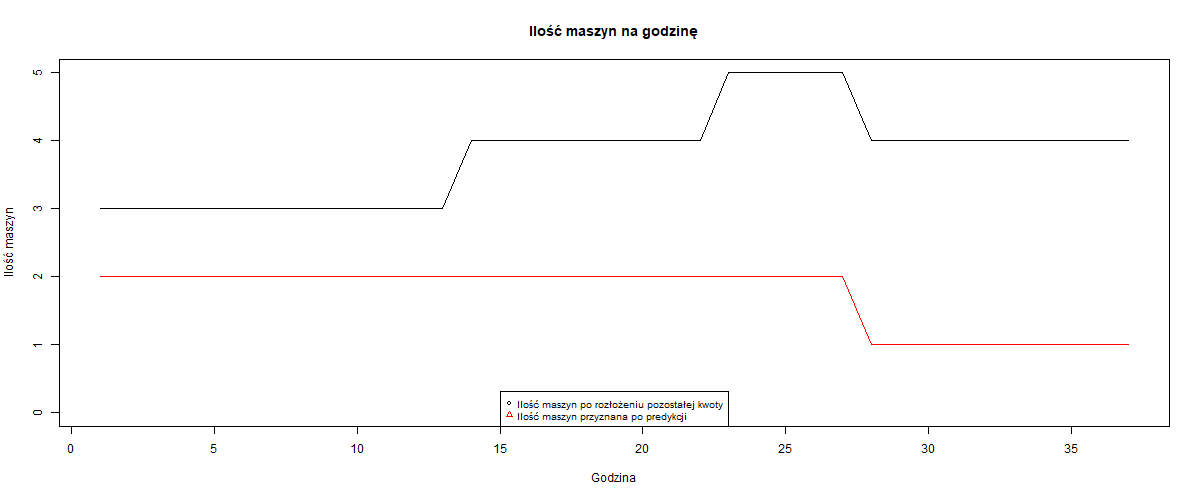 Ilość maszyn na godzinę
Ilość maszyn
5
4
3
2
1
0
Ilość maszyn po rozłożeniu pozostałej kwoty
Ilość maszyn przyznana po predykcji
0 5 10 15 20 25 30 35
Godzina